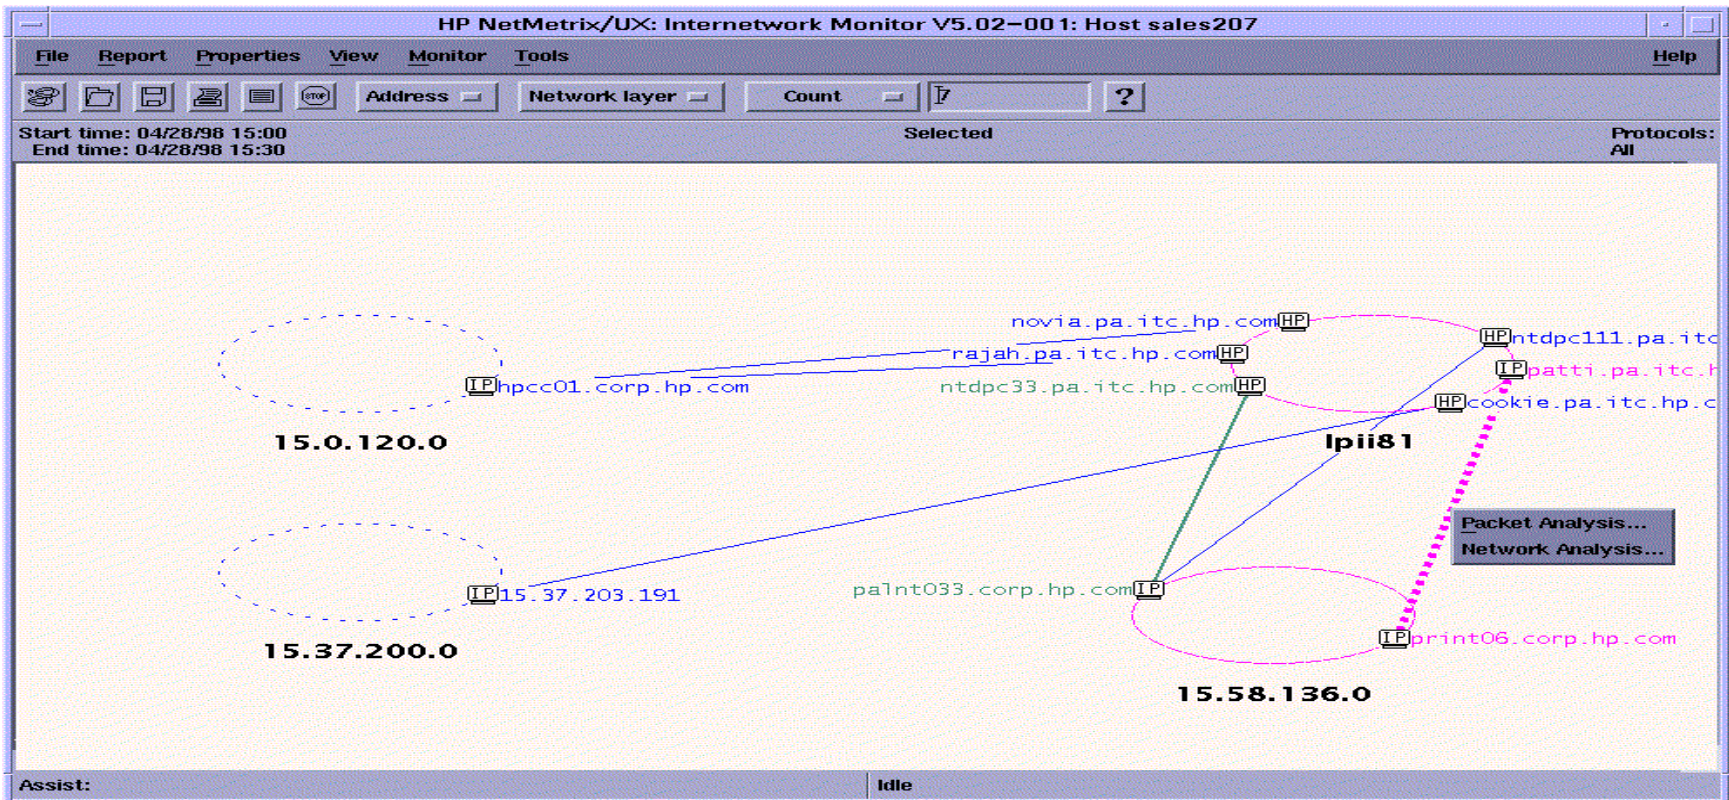 HP NetMetrix/UX: Internetwork Monitor V5.02-001: Host sales207
File Report Properties View Monitor Tools Help
STOP Address Network layer Count 7 ?
Start time: 04/28/98 15:00 Selected Protocols:
End time: 04/28/98 15:30 All
novia.pa.itc.hp.com HP
HP ntdpc111.pa.itc
rajah.pa.itc.hp.com HP
IP patti.pa.itc.h
IP hpcc01.corp.hp.com
ntdpc33.pa.itc.hp.com HP
HP cookie.pa.itc.hp.c
15.0.120.0
lpii81
Packet Analysis...
Network Analysis...
IP 15.37.203.191
palnt033.corp.hp.com IP
IP print06.corp.hp.com
15.37.200.0
15.58.136.0
Assist: Idle